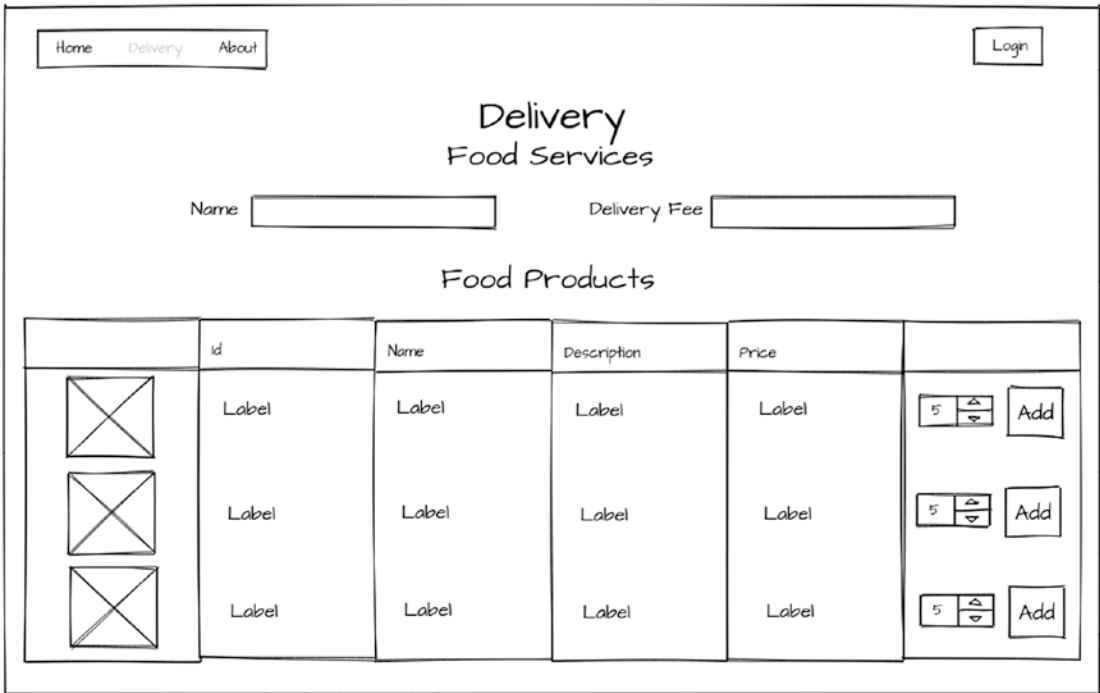 Home Delivery About Login
Delivery
Food Services
Name Delivery Fee
Food Products
Id Name Description Price
Label Label Label Label 5 Add
Label Label Label Label 5 Add
Label Label Label Label 5 Add